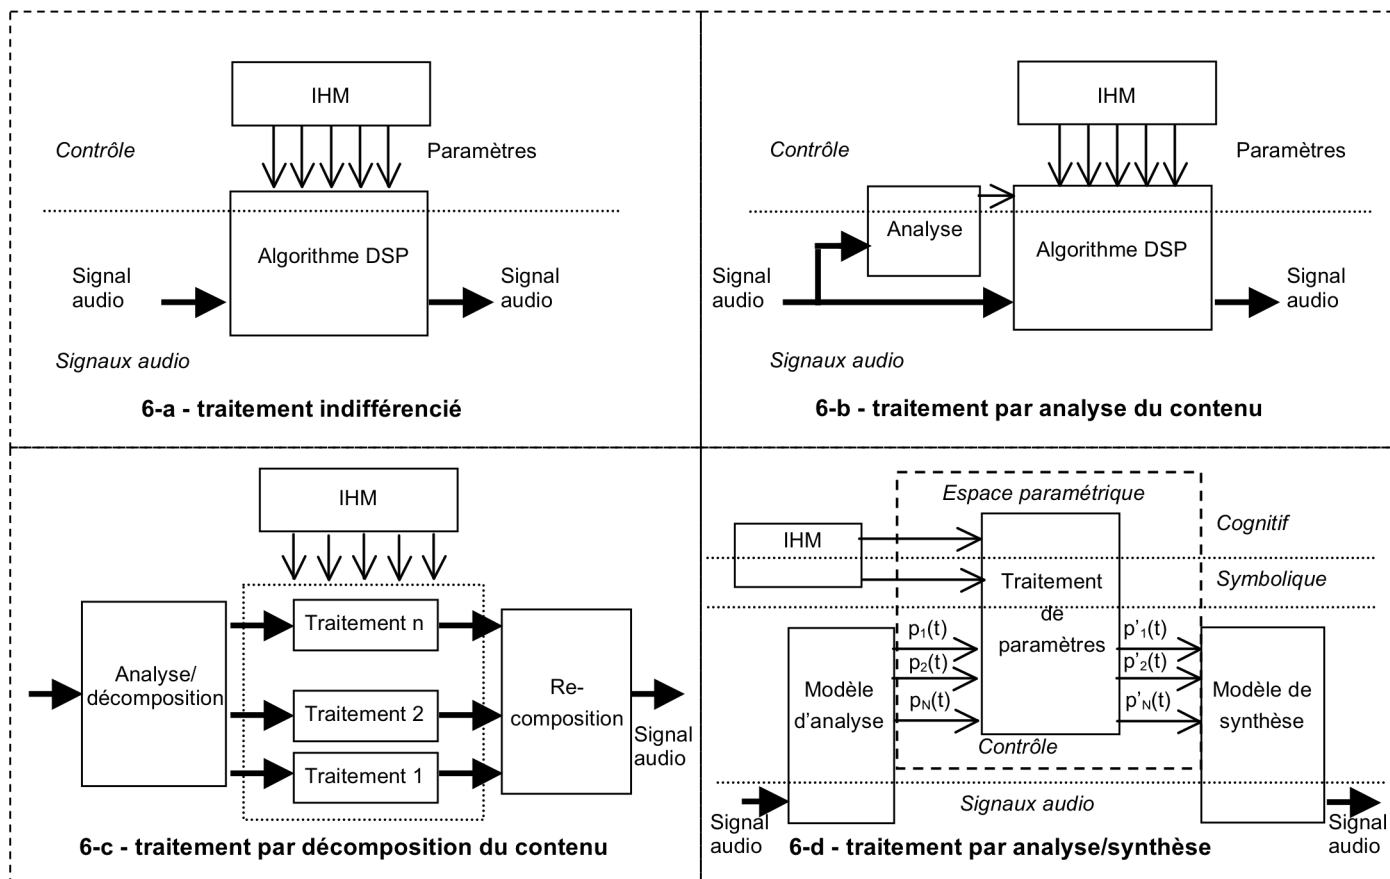 IHM
Contrôle
Paramètres
Algorithme DSP
Signal
audio
Signal
audio
Signaux audio
6-a - traitement indifférencié
IHM
Contrôle
Paramètres
Analyse
Algorithme DSP
Signal
audio
Signal
audio
Signaux audio
6-b - traitement par analyse du contenu
IHM
Analyse/
décomposition
Traitement n
Traitement 2
Traitement 1
Re-
composition
Signal
audio
6-c - traitement par décomposition du contenu
Espace paramétrique
Cognitif
IHM
Symbolique
Traitement
de
paramètres
p₁(t)
p₂(t)
pN(t)
p'₁(t)
p'₂(t)
p'N(t)
Modèle
d'analyse
Modèle de
synthèse
Contrôle
Signaux audio
Signal
audio
Signal
audio
6-d - traitement par analyse/synthèse